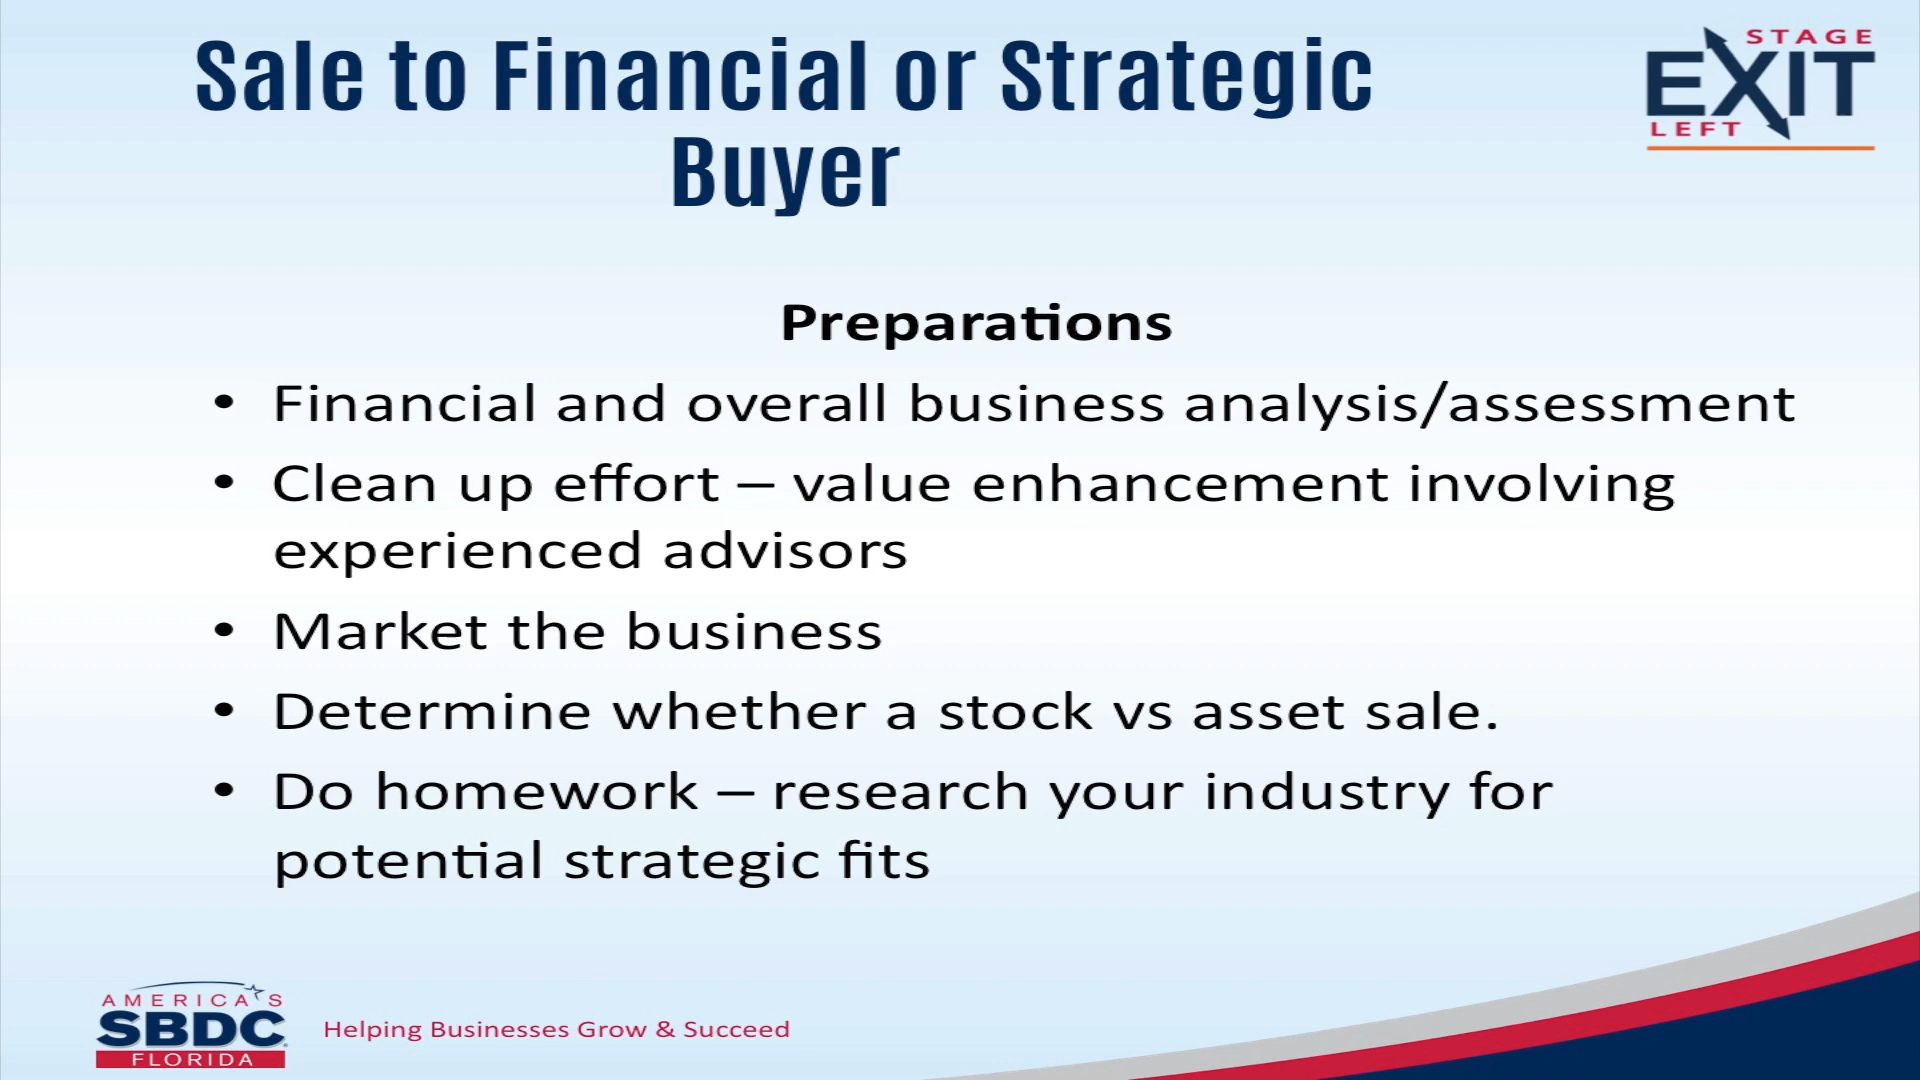 Sale to Financial or Strategic
Buyer
STAGE
EXIT
LEFT
Preparations
• Financial and overall business analysis/assessment
• Clean up effort – value enhancement involving
experienced advisors
• Market the business
• Determine whether a stock vs asset sale.
• Do homework – research your industry for
potential strategic fits
AMERICA'S
SBDC
FLORIDA
Helping Businesses Grow & Succeed